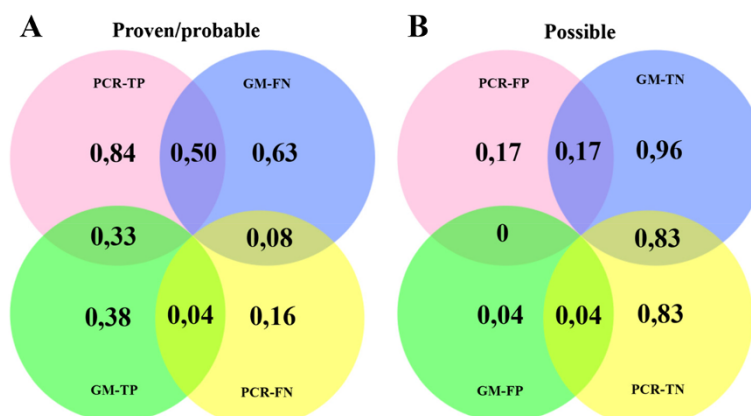 A Proven/probable
PCR-TP
GM-FN
0,84
0,50
0,63
0,33
0,08
0,38
0,04
0,16
GM-TP
PCR-FN
B Possible
PCR-FP
GM-TN
0,17
0,17
0,96
0
0,83
0,04
0,04
0,83
GM-FP
PCR-TN